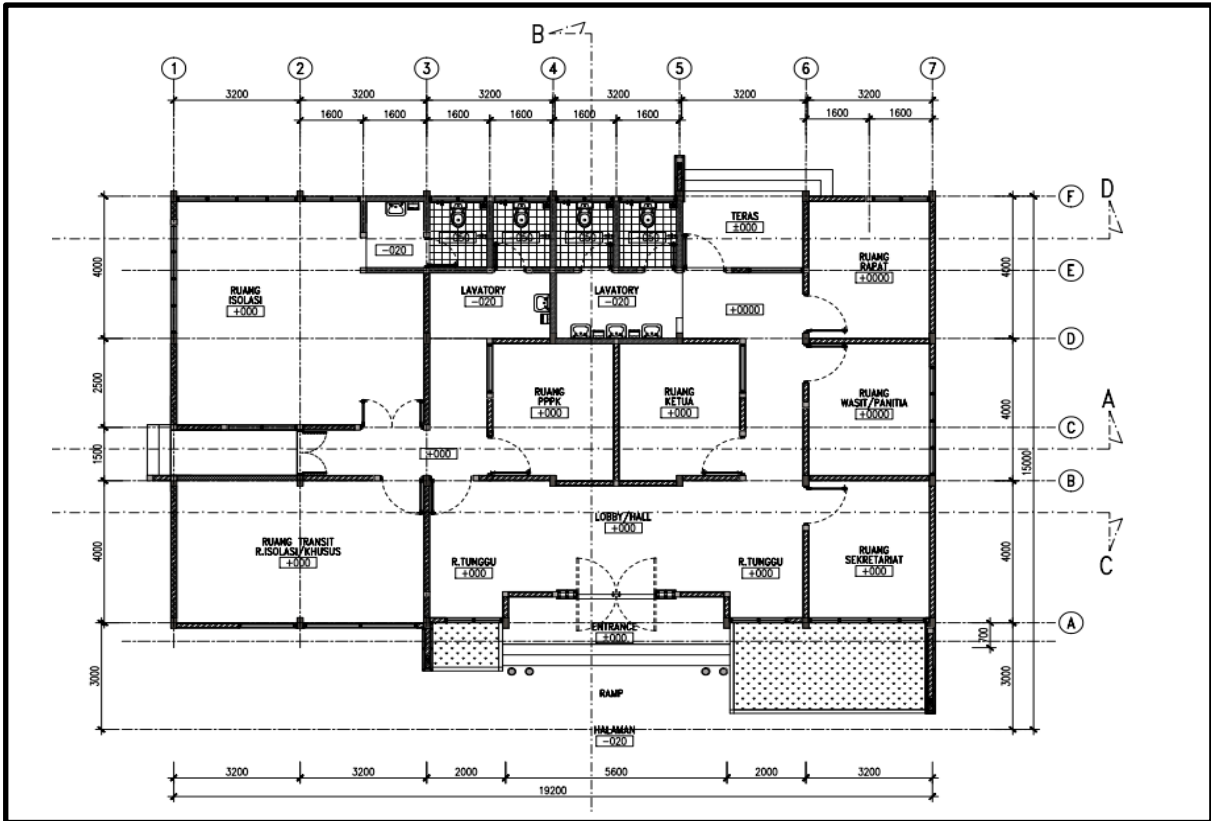 B
1 2 3 4 5 6 7
3200 3200 3200 3200 3200 3200
1600 1600 1600 1600 1600 1600 1600 1600
F
D
TERAS
±000
-020
RUANG
RAPAT
+0000
4000
4000
E
RUANG
ISOLASI
+000
LAVATORY
-020
LAVATORY
-020
+0000
D
2500
RUANG
PPPK
+000
RUANG
KETUA
+000
RUANG
WASIT/PANITIA
+0000
4000
A
C
1500
+000
15000
B
LOBBY/HALL
+000
RUANG TRANSIT
R.ISOLASI/KHUSUS
+000
R.TUNGGU
+000
R.TUNGGU
+000
RUANG
SEKRETARIAT
+000
4000
4000
C
ENTRANCE
±000
A
700
3000
3000
RAMP
HALAMAN
-020
3200 3200 2000 5600 2000 3200
19200